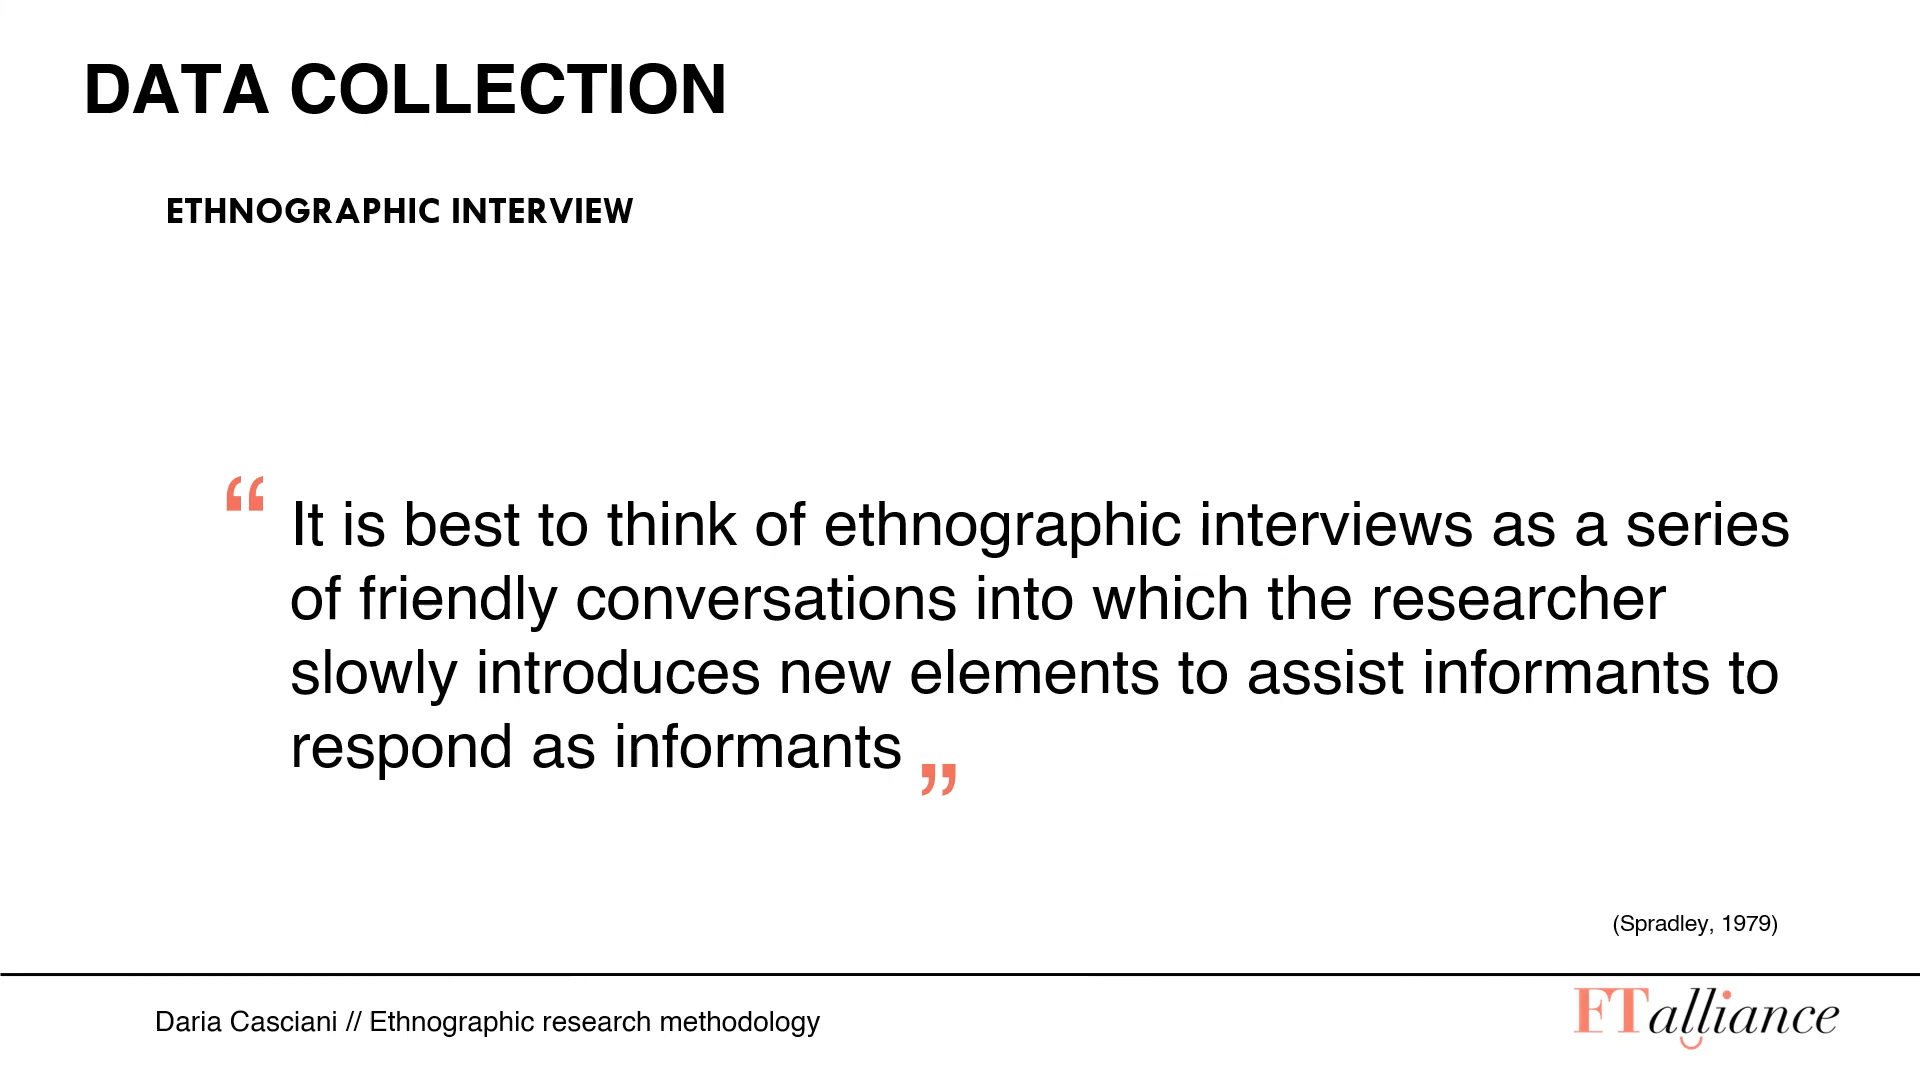 DATA COLLECTION
ETHNOGRAPHIC INTERVIEW
“ It is best to think of ethnographic interviews as a series
of friendly conversations into which the researcher
slowly introduces new elements to assist informants to
respond as informants ”
(Spradley, 1979)
Daria Casciani // Ethnographic research methodology
FTalliance